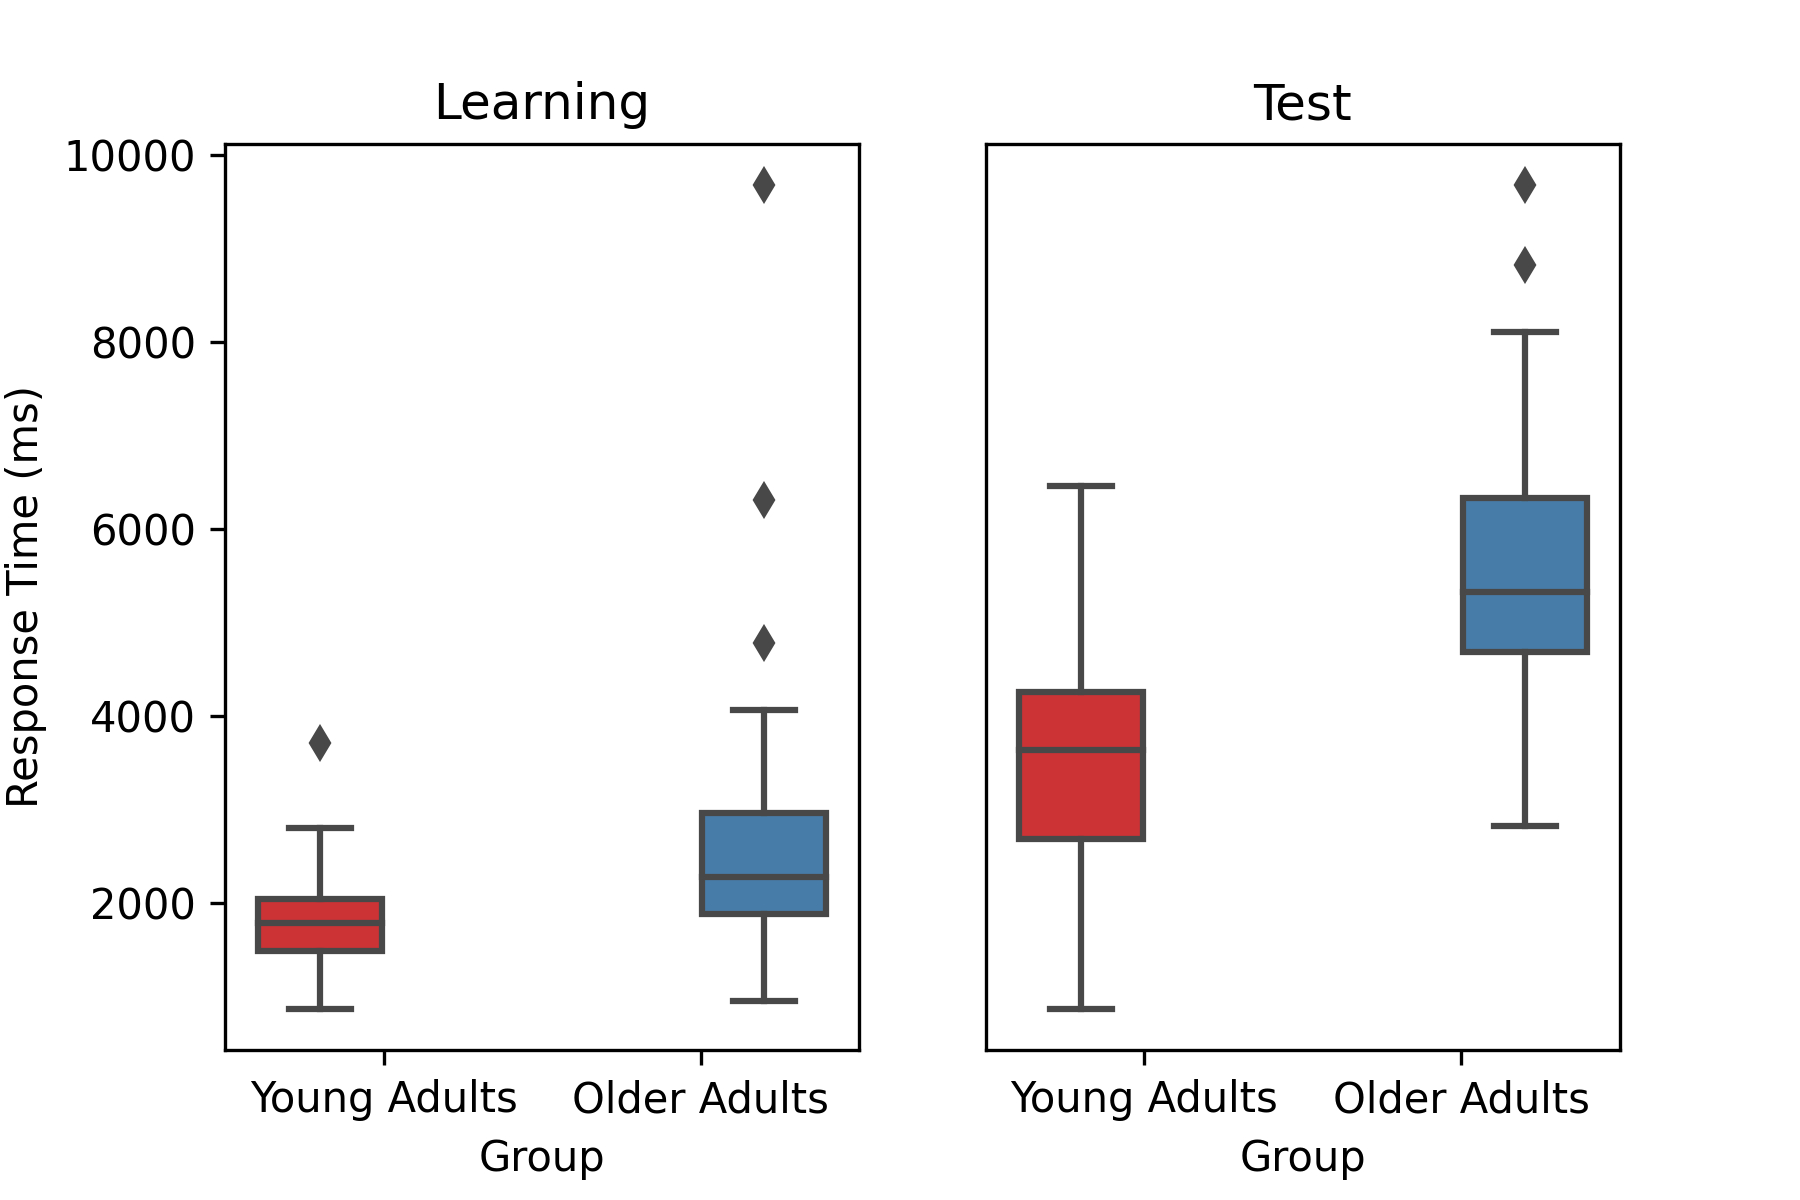 Learning
Test
Response Time (ms)
10000
8000
6000
4000
2000
Young Adults
Older Adults
Young Adults
Older Adults
Group
Group